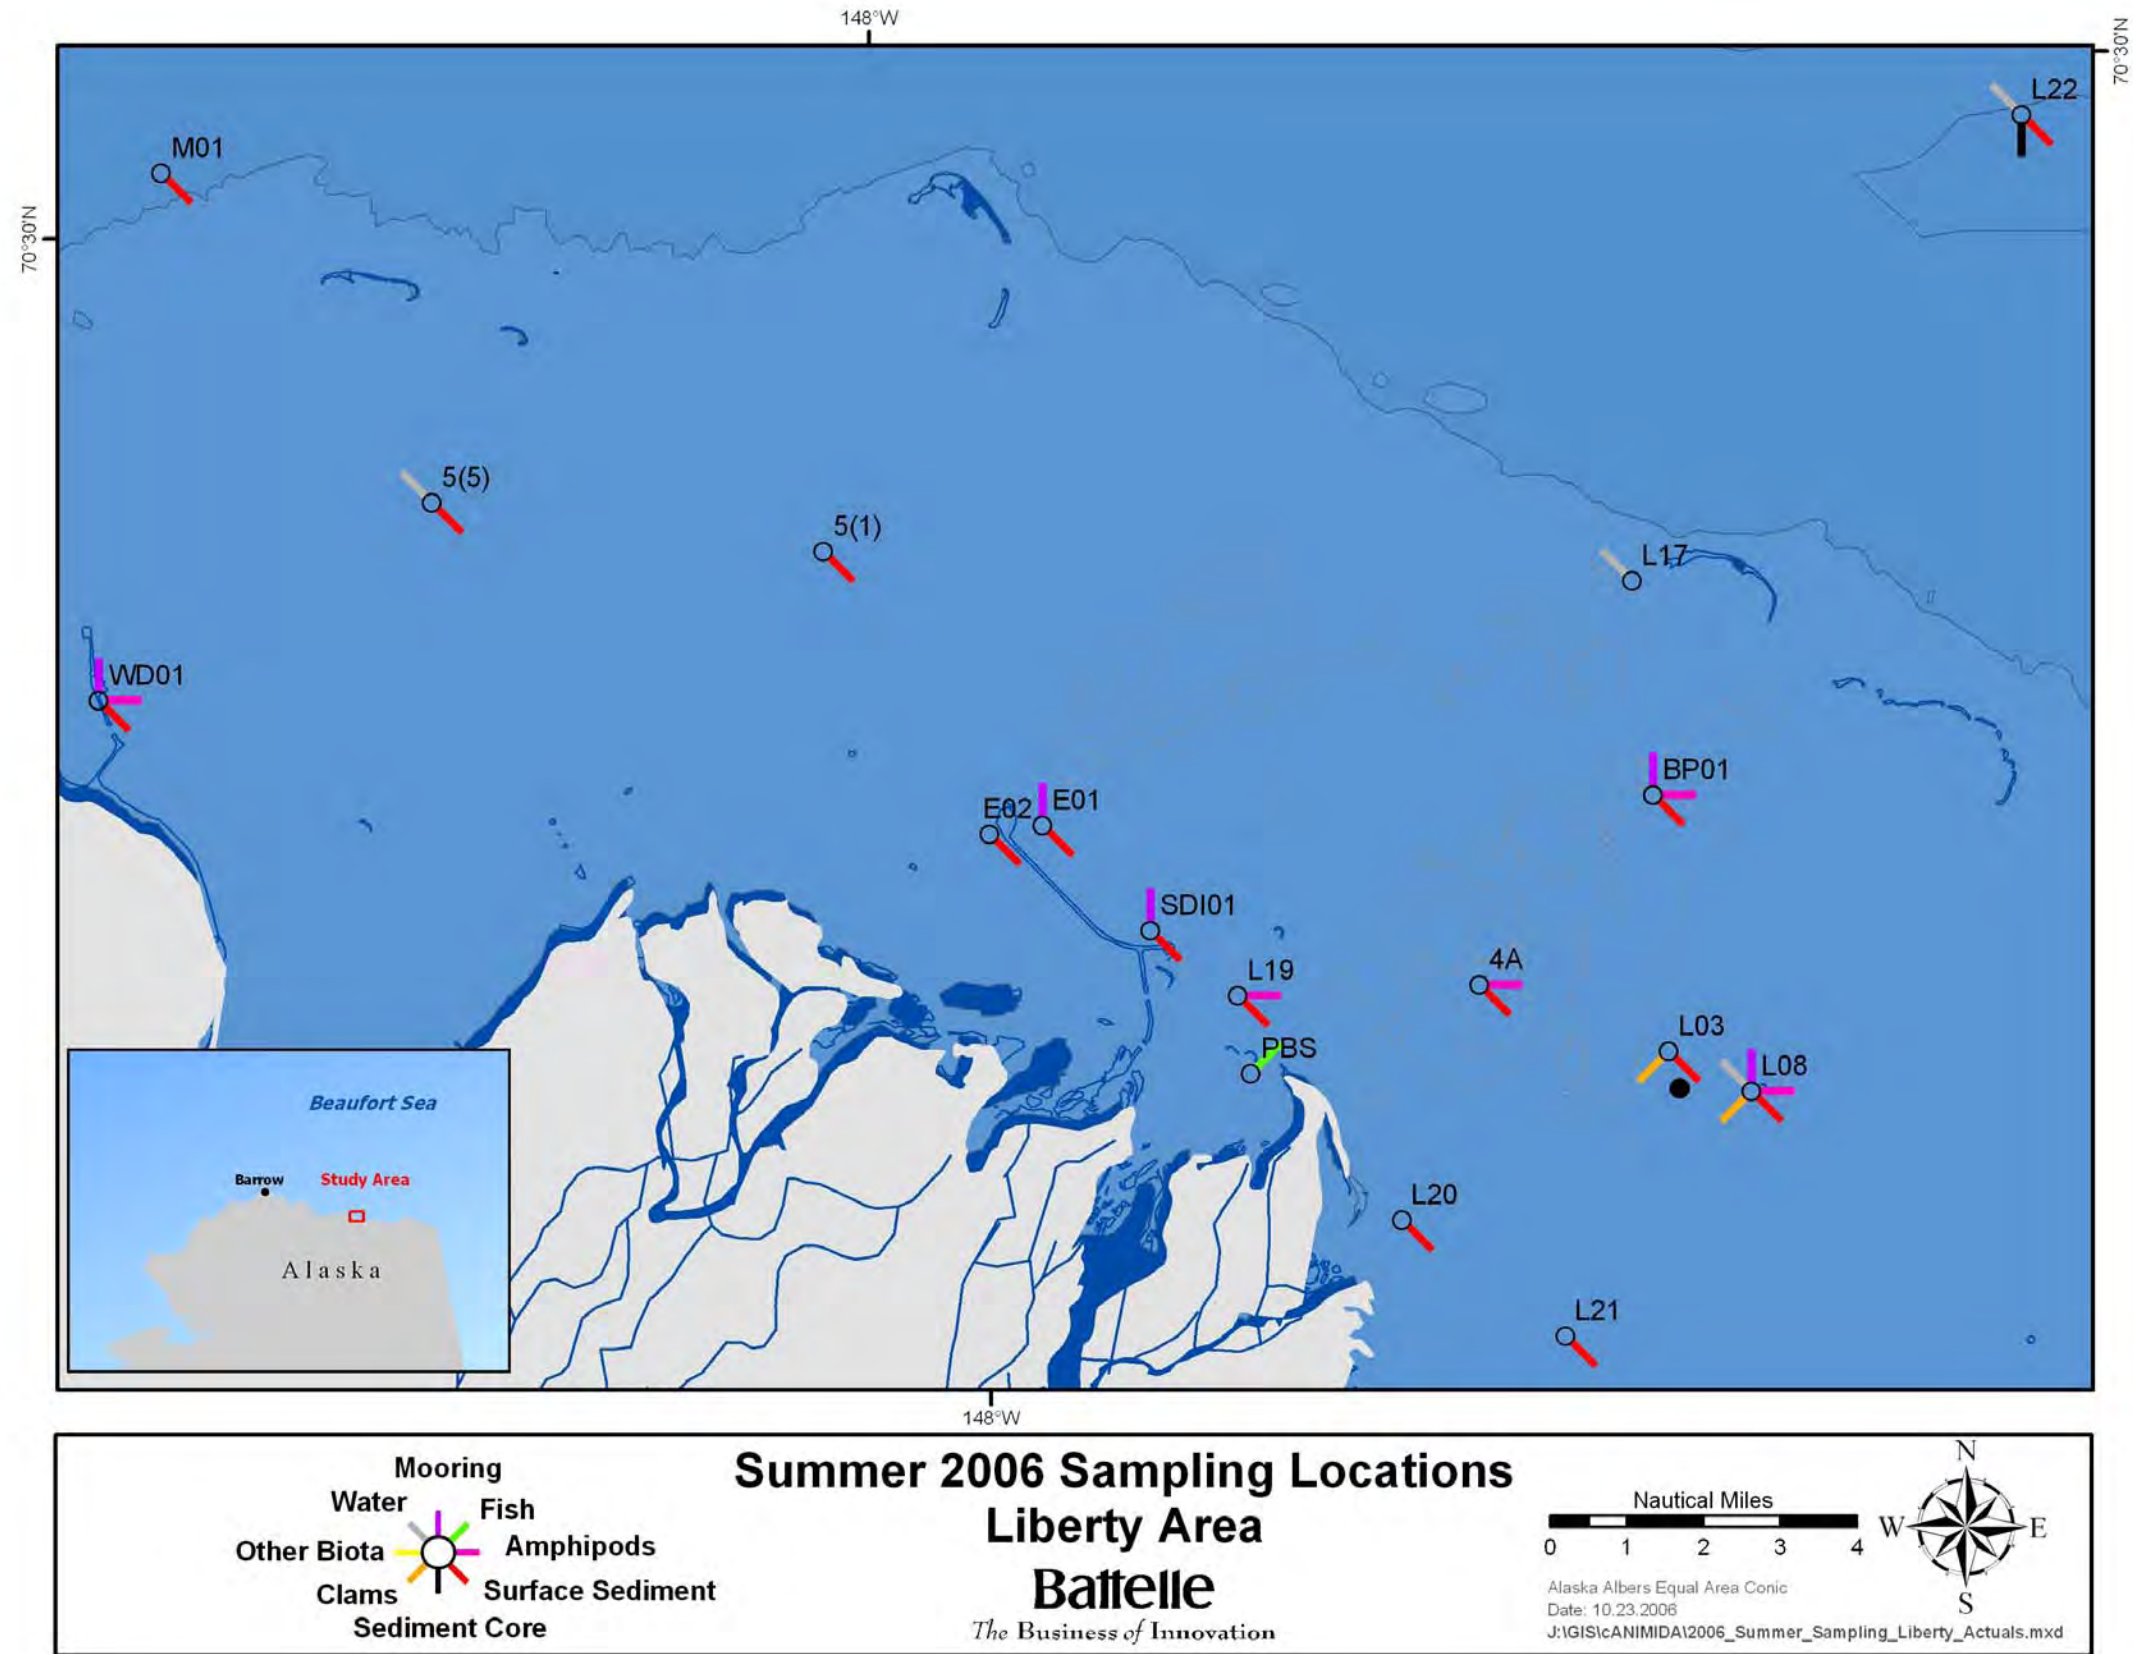 148°W
70°30'N
L22
M01
70°30'N
5(5)
5(1)
L17
WD01
BP01
E02
E01
SDI01
4A
L19
L03
PBS
L08
Beaufort Sea
Barrow
Study Area
L20
Alaska
L21
148°W
Mooring
Water
Fish
Other Biota
Amphipods
Clams
Surface Sediment
Sediment Core
Summer 2006 Sampling Locations
Liberty Area
Battelle
The Business of Innovation
Nautical Miles
0 1 2 3 4
N
W
E
S
Alaska Albers Equal Area Conic
Date: 10.23.2006
J:\GIS\cANIMIDA\2006_Summer_Sampling_Liberty_Actuals.mxd